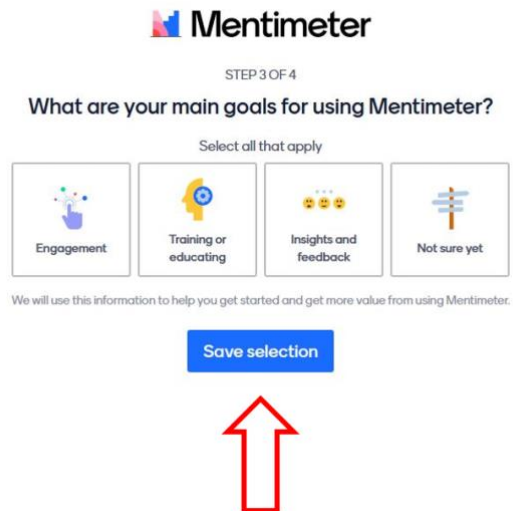 Mentimeter
STEP 3 OF 4
What are your main goals for using Mentimeter?
Select all that apply
Engagement
Training or
educating
Insights and
feedback
Not sure yet
We will use this information to help you get started and get more value from using Mentimeter.
Save selection